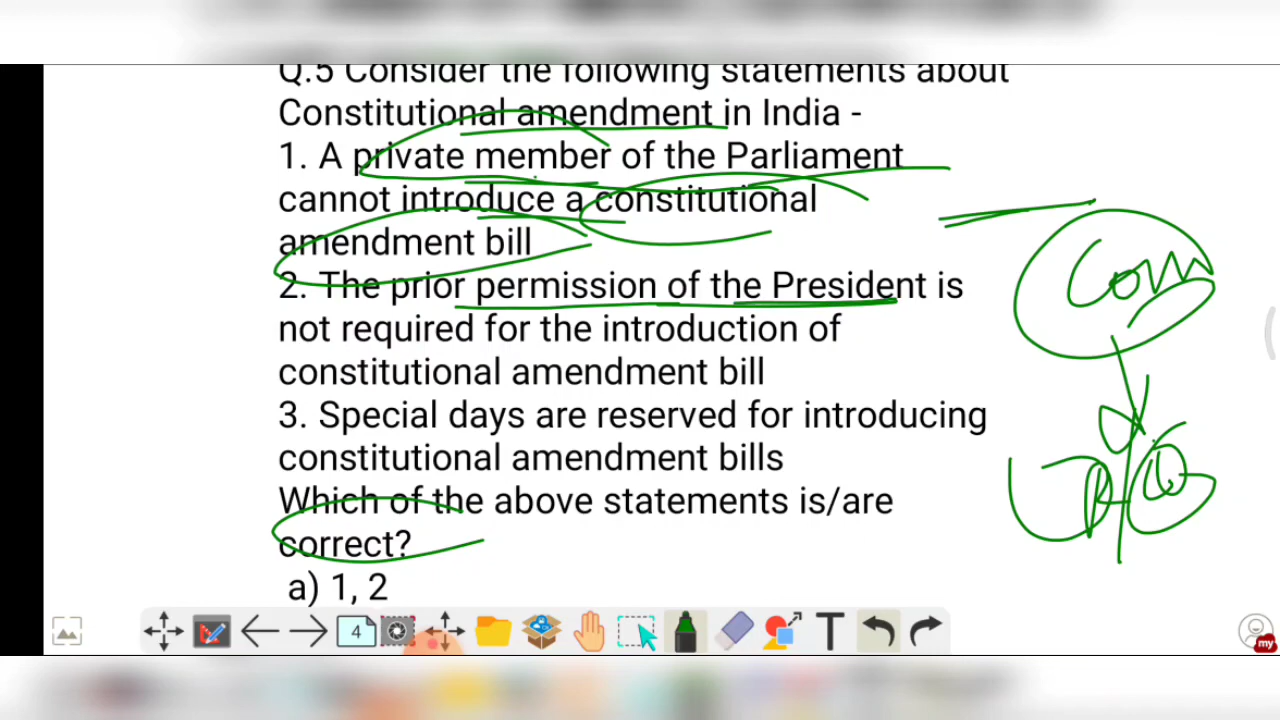 Q.5 Consider the following statements about
Constitutional amendment in India -
1. A private member of the Parliament
cannot introduce a constitutional
amendment bill
2. The prior permission of the President is
not required for the introduction of
constitutional amendment bill
3. Special days are reserved for introducing
constitutional amendment bills
Which of the above statements is/are
correct?
a) 1, 2
4
T
my